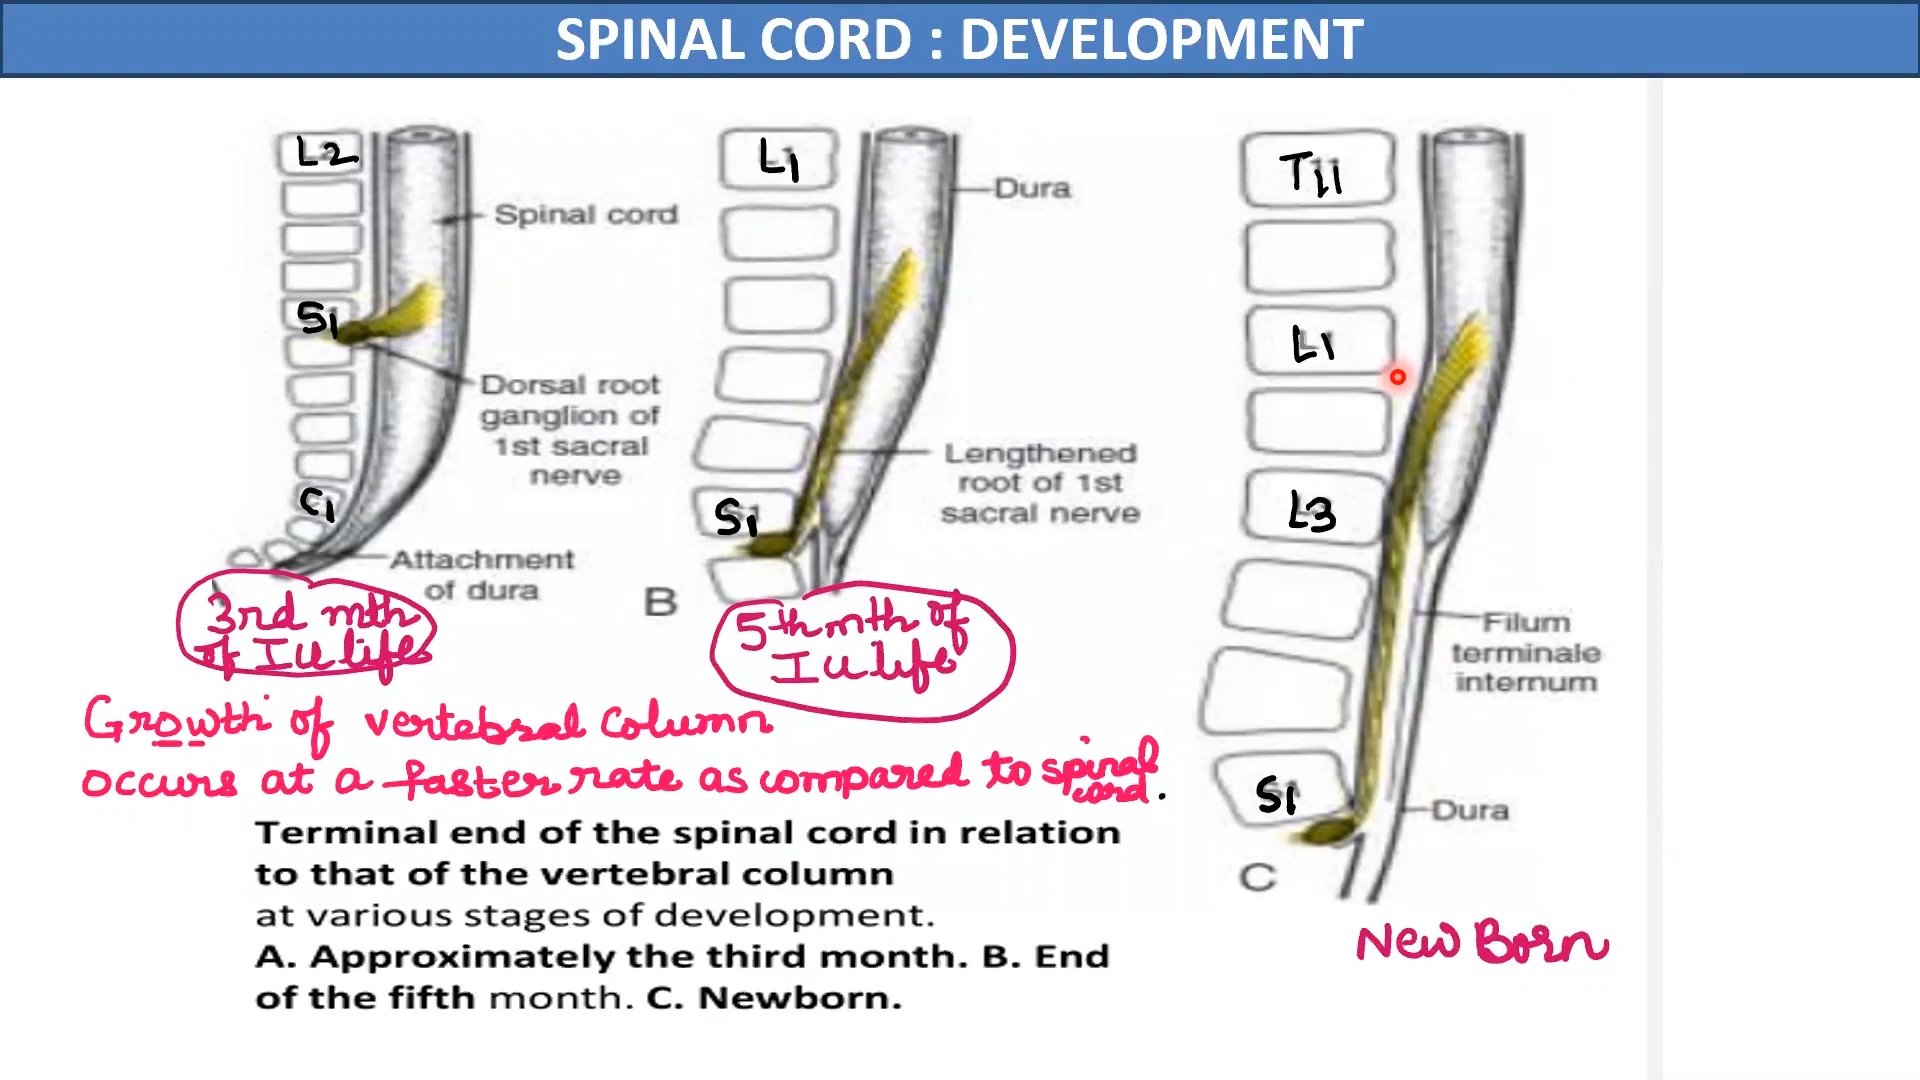 SPINAL CORD : DEVELOPMENT
L2
S1
C1
Spinal cord
Dorsal root
ganglion of
1st sacral
nerve
Attachment
of dura
3rd mth
of IU life
L1
S1
Dura
Lengthened
root of 1st
sacral nerve
B
5th mth of
IU life
T11
L1
L3
S1
Filum
terminale
internum
Dura
C
New Born
Growth of vertebral column
occurs at a faster rate as compared to spinal
cord.
Terminal end of the spinal cord in relation
to that of the vertebral column
at various stages of development.
A. Approximately the third month. B. End
of the fifth month. C. Newborn.